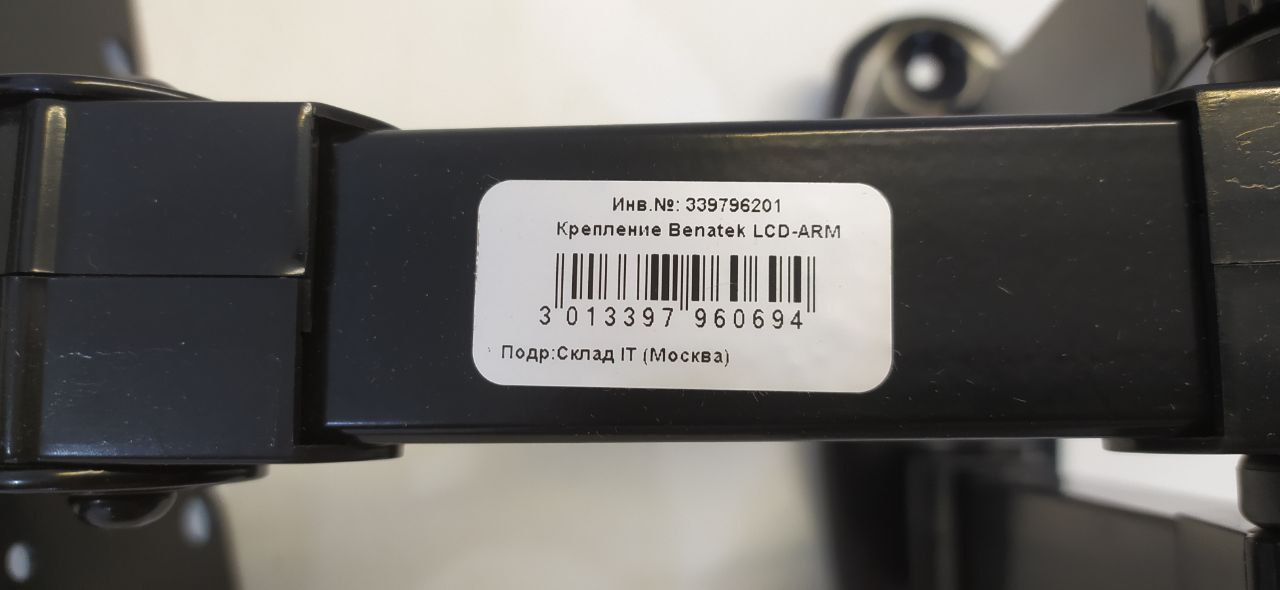 Инв.№: 339796201
Крепление Benatek LCD-ARM
3 013397 960694
Подр:Склад IT (Москва)